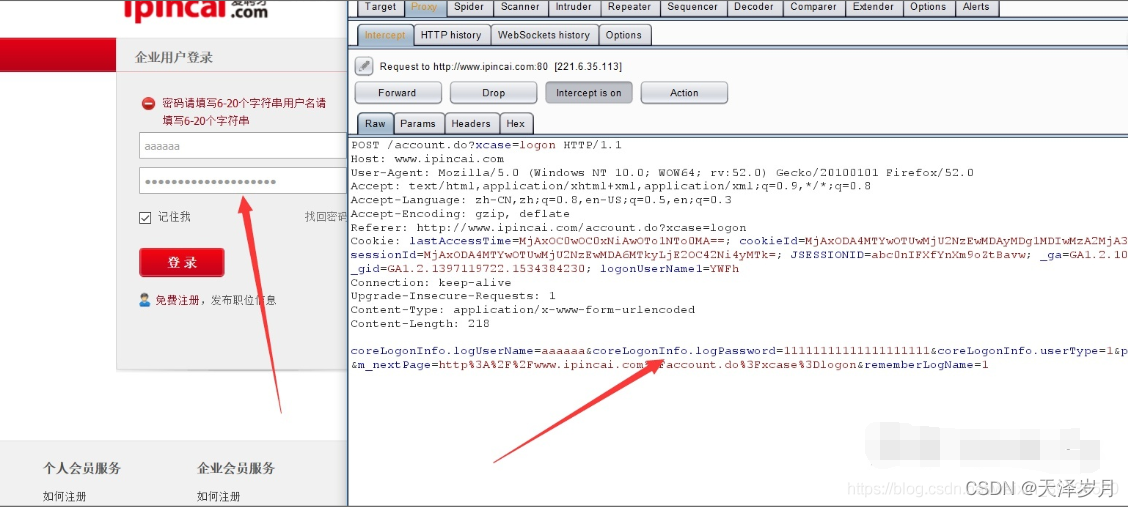 ipincai爱聘才
.com
企业用户登录
密码请填写6-20个字符串用户名请
填写6-20个字符串
aaaaaa
记住我
找回密码
登 录
免费注册，发布职位信息
个人会员服务
企业会员服务
如何注册
如何注册
Target Proxy Spider Scanner Intruder Repeater Sequencer Decoder Comparer Extender Options Alerts
Intercept HTTP history WebSockets history Options
Request to http://www.ipincai.com:80 [221.6.35.113]
Forward Drop Intercept is on Action
Raw Params Headers Hex
POST /account.do?xcase=logon HTTP/1.1
Host: www.ipincai.com
User-Agent: Mozilla/5.0 (Windows NT 10.0; WOW64; rv:52.0) Gecko/20100101 Firefox/52.0
Accept: text/html,application/xhtml+xml,application/xml;q=0.9,*/*;q=0.8
Accept-Language: zh-CN,zh;q=0.8,en-US;q=0.5,en;q=0.3
Accept-Encoding: gzip, deflate
Referer: http://www.ipincai.com/account.do?xcase=logon
Cookie: lastAccessTime=MjAxOC0wOC0xNiAwOTo1NTo0MA==; cookieId=MjAxODA4MTYwOTUwMjU2NzEwMDAyMDg1MDIwMzA2MjA3
sessionId=MjAxODA4MTYwOTUwMjU2NzEwMDA6MTkyLjE2OC42Ni4yMTk=; JSESSIONID=abc0nIFXfYnXm9oZtBavw; _ga=GA1.2.10
_gid=GA1.2.1397119722.1534384230; logonUserName1=YWFh
Connection: keep-alive
Upgrade-Insecure-Requests: 1
Content-Type: application/x-www-form-urlencoded
Content-Length: 218
coreLogonInfo.logUserName=aaaaaa&coreLogonInfo.logPassword=11111111111111111111&coreLogonInfo.userType=1&p
&m_nextPage=http%3A%2F%2Fwww.ipincai.com%2Faccount.do%3Fxcase%3Dlogon&rememberLogName=1
https://blog.csdn
CSDN @天泽岁月